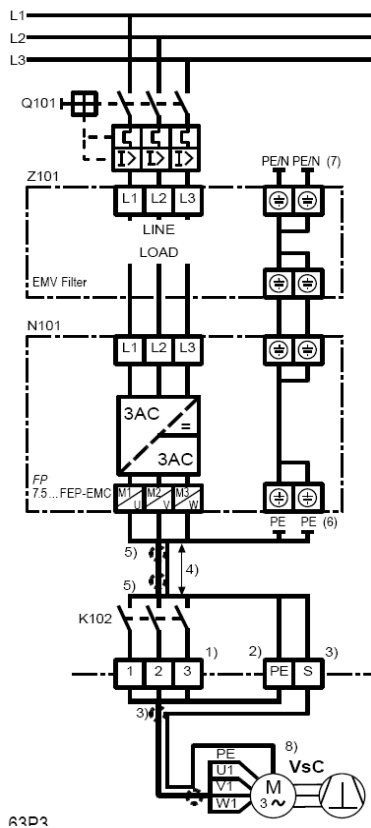 L1
L2
L3
Q101
I> I> I>
PE/N PE/N (7)
Z101
L1 L2 L3
LINE
LOAD
EMV Filter
N101
L1 L2 L3
3AC
=
3AC
FP
7.5... FEP-EMC
M1 U M2 V M3 W
PE PE (6)
5)
4)
5)
K102
1) 2) 3)
1 2 3 PE S
3)
8)
PE
U1
V1
W1
M
3~
VsC
63P3